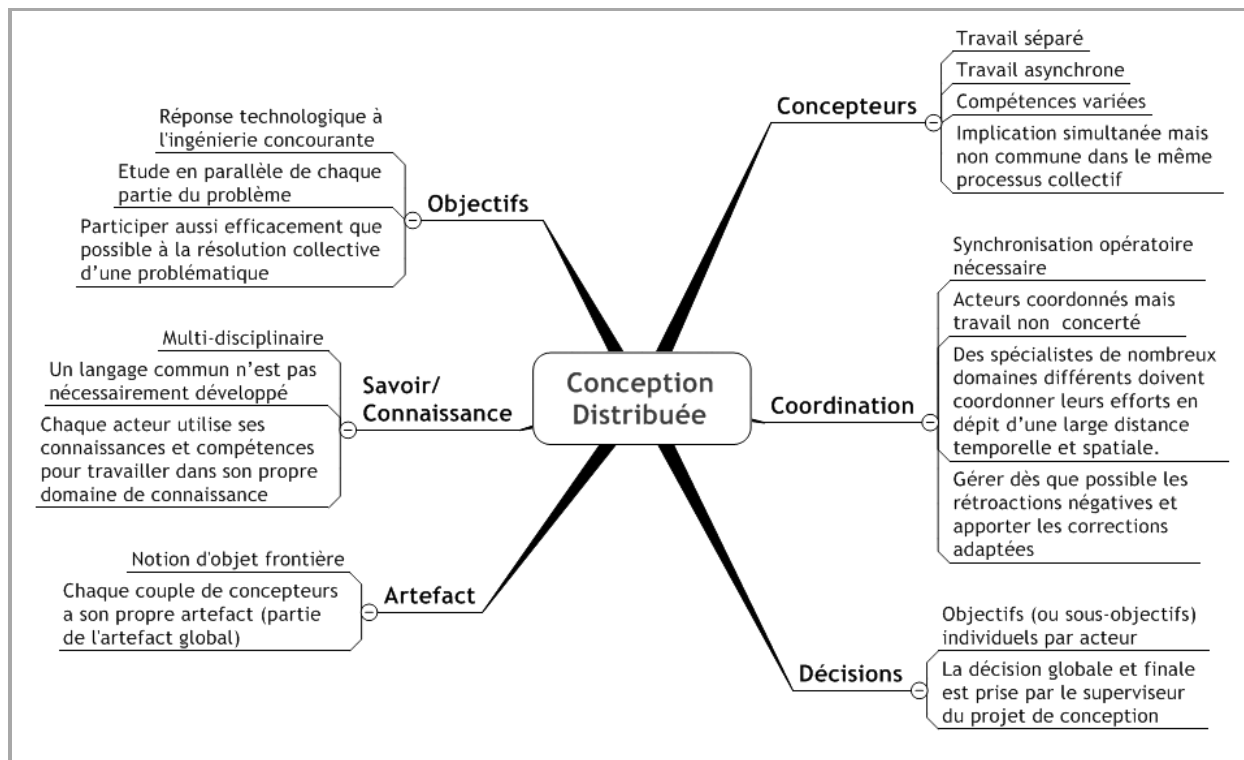 Conception
Distribuée
Concepteurs
Travail séparé
Travail asynchrone
Compétences variées
Implication simultanée mais
non commune dans le même
processus collectif
Coordination
Synchronisation opératoire
nécessaire
Acteurs coordonnés mais
travail non concerté
Des spécialistes de nombreux
domaines différents doivent
coordonner leurs efforts en
dépit d’une large distance
temporelle et spatiale.
Gérer dès que possible les
rétroactions négatives et
apporter les corrections
adaptées
Décisions
Objectifs (ou sous-objectifs)
individuels par acteur
La décision globale et finale
est prise par le superviseur
du projet de conception
Objectifs
Réponse technologique à
l'ingénierie concourante
Etude en parallèle de chaque
partie du problème
Participer aussi efficacement que
possible à la résolution collective
d’une problématique
Savoir/
Connaissance
Multi-disciplinaire
Un langage commun n’est pas
nécessairement développé
Chaque acteur utilise ses
connaissances et compétences
pour travailler dans son propre
domaine de connaissance
Artefact
Notion d'objet frontière
Chaque couple de concepteurs
a son propre artefact (partie
de l'artefact global)